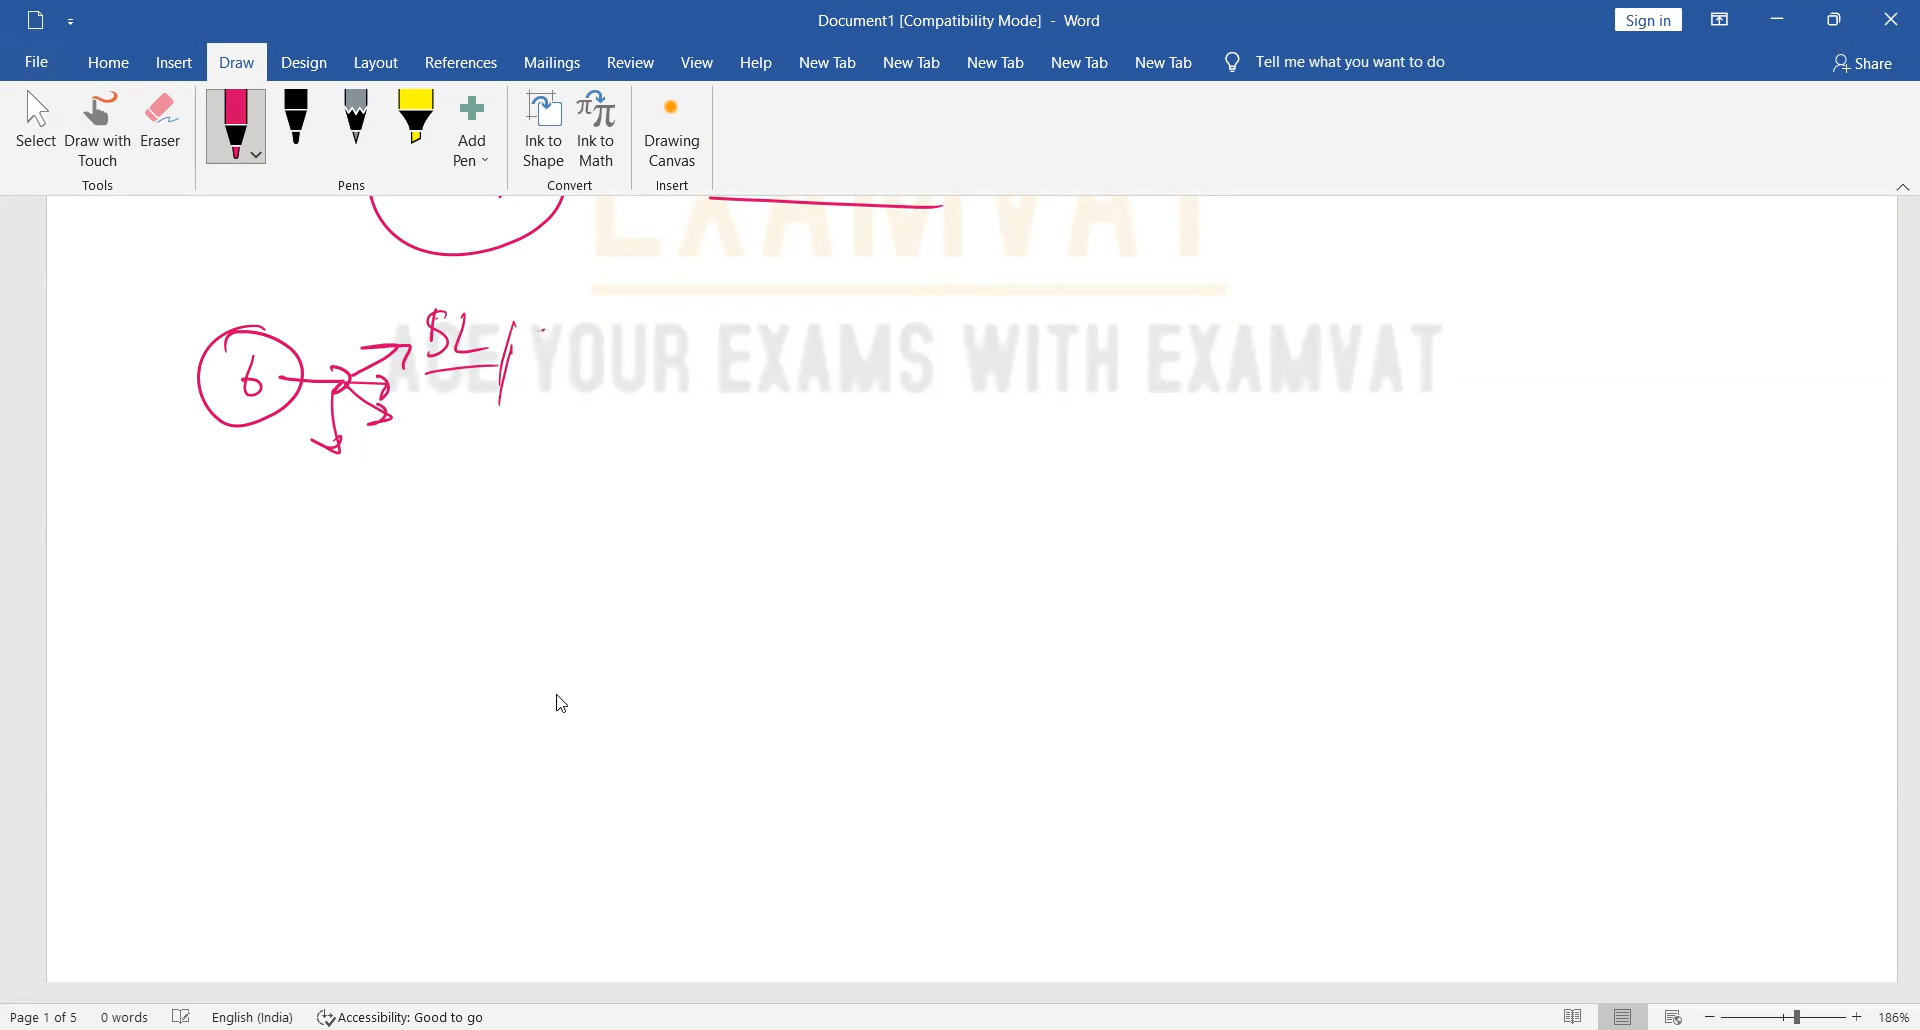 Document1 [Compatibility Mode] - Word
Sign in
File Home Insert Draw Design Layout References Mailings Review View Help New Tab New Tab New Tab New Tab New Tab Tell me what you want to do Share
Select Draw with Touch Eraser Add Pen Ink to Shape Ink to Math Drawing Canvas
Tools Pens Convert Insert
EXAMVAT
ACE YOUR EXAMS WITH EXAMVAT
6
Page 1 of 5 0 words English (India) Accessibility: Good to go 186%